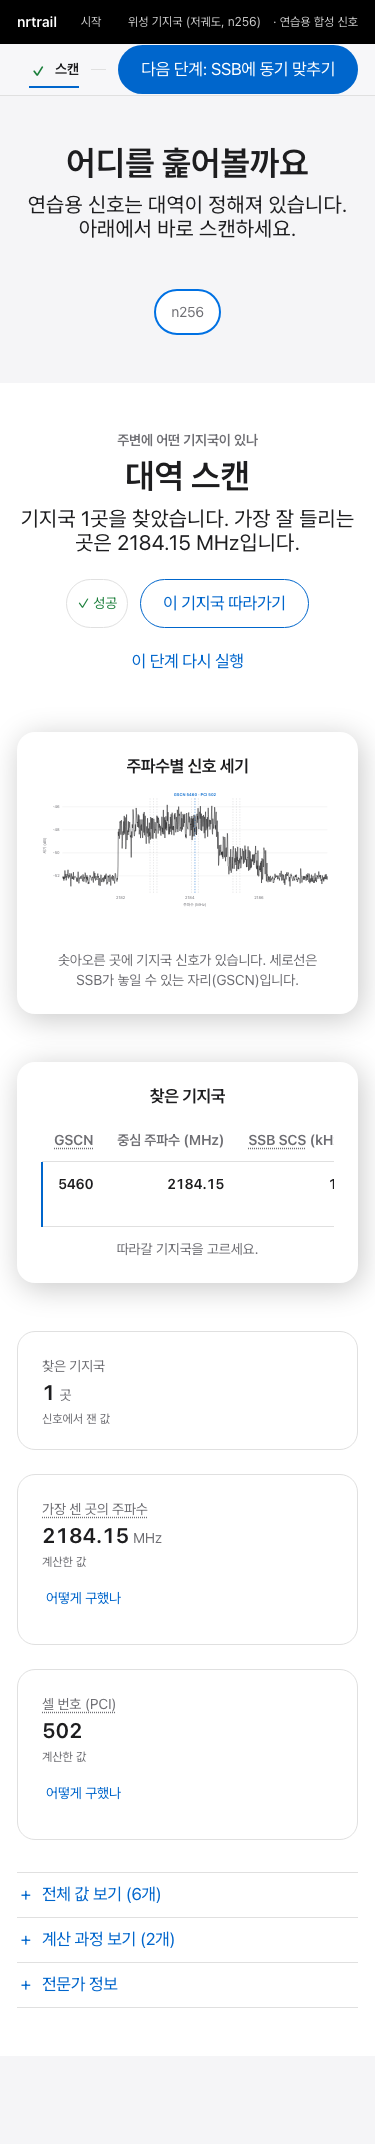 nrtrail 시작 위성 기지국 (저궤도, n256) · 연습용 합성 신호
✓ 스캔 다음 단계: SSB에 동기 맞추기
어디를 훑어볼까요
연습용 신호는 대역이 정해져 있습니다.
아래에서 바로 스캔하세요.
n256
주변에 어떤 기지국이 있나
대역 스캔
기지국 1곳을 찾았습니다. 가장 잘 들리는
곳은 2184.15 MHz입니다.
✓ 성공 이 기지국 따라가기
이 단계 다시 실행
주파수별 신호 세기
GSCN 5460 · PCI 502
2182 2184 2186
주파수 (MHz)
솟아오른 곳에 기지국 신호가 있습니다. 세로선은
SSB가 놓일 수 있는 자리(GSCN)입니다.
찾은 기지국
GSCN 중심 주파수 (MHz) SSB SCS (kH
5460 2184.15 1
따라갈 기지국을 고르세요.
찾은 기지국
1 곳
신호에서 잰 값
가장 센 곳의 주파수
2184.15 MHz
계산한 값
어떻게 구했나
셀 번호 (PCI)
502
계산한 값
어떻게 구했나
+ 전체 값 보기 (6개)
+ 계산 과정 보기 (2개)
+ 전문가 정보